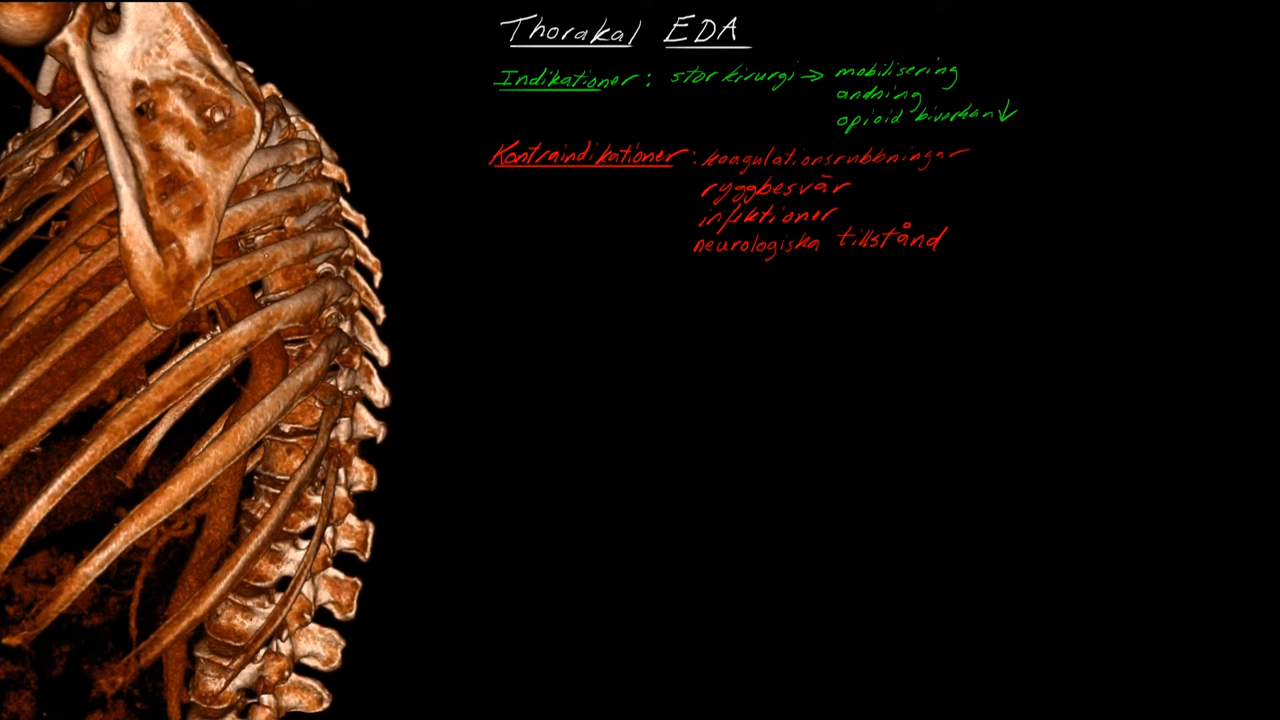 Thorakal EDA
Indikationer: stor kirurgi => mobilisering
andning
opioid biverkan ↓
Kontraindikationer: koagulationsrubbningar
ryggbesvär
infektioner
neurologiska tillstånd